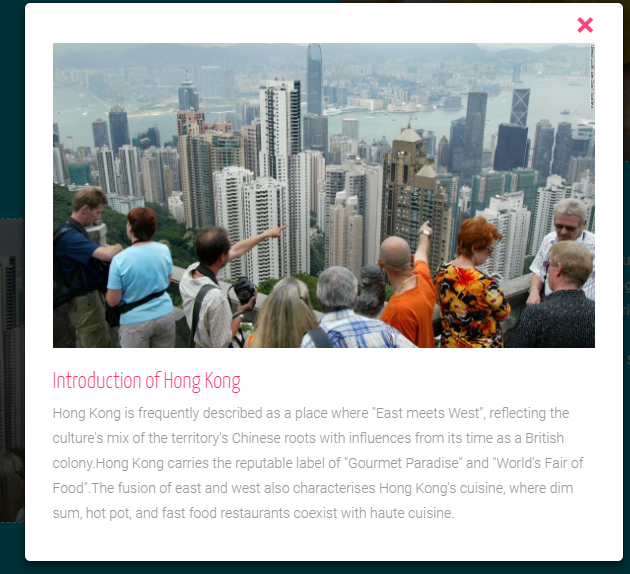 Introduction of Hong Kong
Hong Kong is frequently described as a place where "East meets West", reflecting the
culture's mix of the territory's Chinese roots with influences from its time as a British
colony.Hong Kong carries the reputable label of "Gourmet Paradise" and "World's Fair of
Food".The fusion of east and west also characterises Hong Kong's cuisine, where dim
sum, hot pot, and fast food restaurants coexist with haute cuisine.